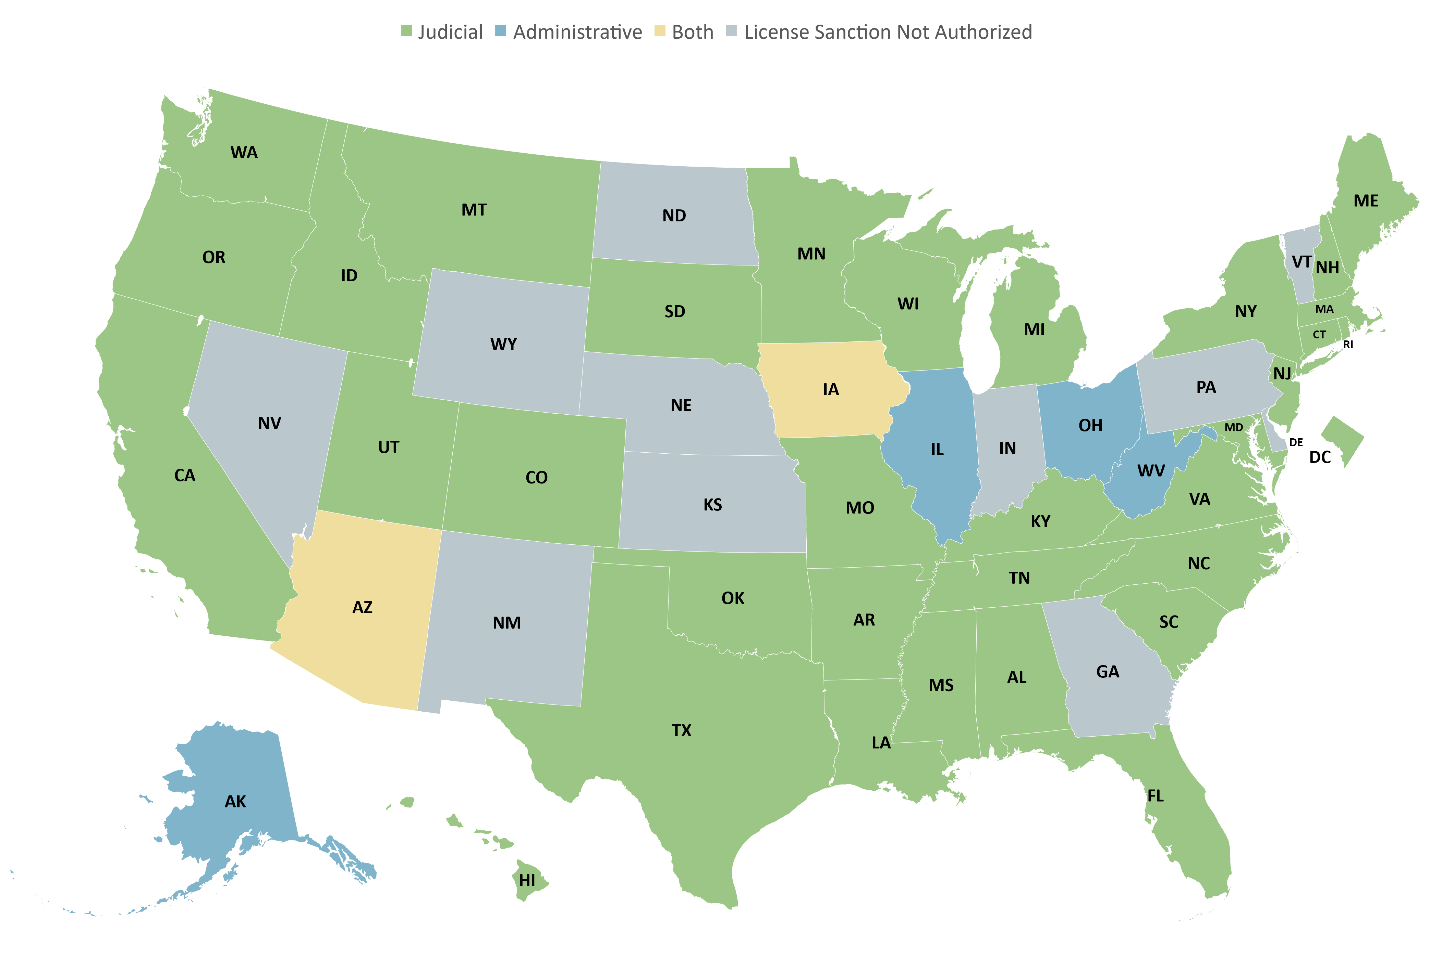 Judicial Administrative Both License Sanction Not Authorized
WA
MT
ND
ME
OR
ID
MN
VT
NH
SD
WI
NY
MA
MI
CT
RI
WY
NJ
IA
PA
NE
NV
OH
MD
UT
IL
IN
DE
DC
CA
CO
WV
KS
MO
VA
KY
NC
TN
AZ
OK
NM
AR
SC
GA
MS
AL
TX
LA
FL
AK
HI